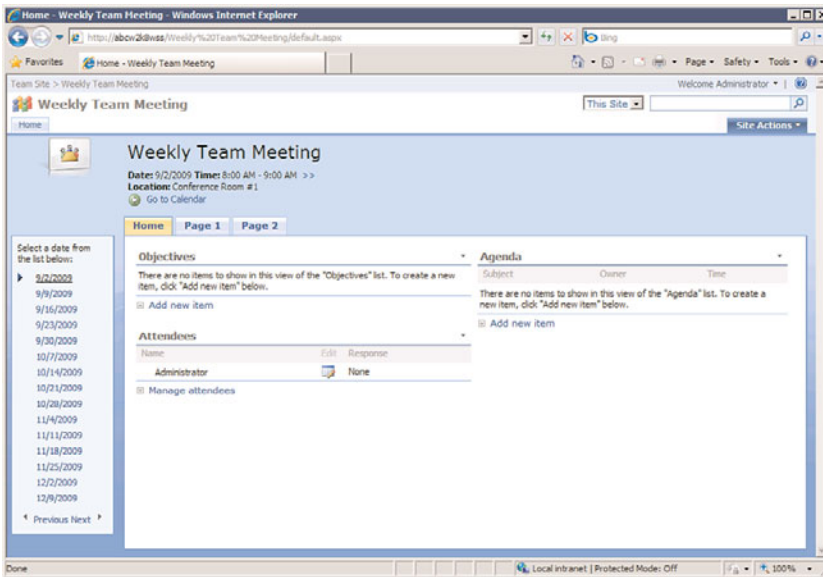 Home - Weekly Team Meeting - Windows Internet Explorer
http://abcw2k8wss/Weekly%20Team%20Meeting/default.aspx
Bing
Favorites
Home - Weekly Team Meeting
Page
Safety
Tools
Team Site > Weekly Team Meeting
Welcome Administrator
Weekly Team Meeting
This Site
Home
Site Actions
Weekly Team Meeting
Date: 9/2/2009 Time: 8:00 AM - 9:00 AM >>
Location: Conference Room #1
Go to Calendar
Home Page 1 Page 2
Select a date from
the list below:
9/2/2009
9/9/2009
9/16/2009
9/23/2009
9/30/2009
10/7/2009
10/14/2009
10/21/2009
10/28/2009
11/4/2009
11/11/2009
11/18/2009
11/25/2009
12/2/2009
12/9/2009
Previous Next
Objectives
There are no items to show in this view of the "Objectives" list. To create a new
item, click "Add new item" below.
Add new item
Attendees
Name Edit Response
Administrator None
Manage attendees
Agenda
Subject Owner Time
There are no items to show in this view of the "Agenda" list. To create a
new item, click "Add new item" below.
Add new item
Done
Local intranet | Protected Mode: Off
100%